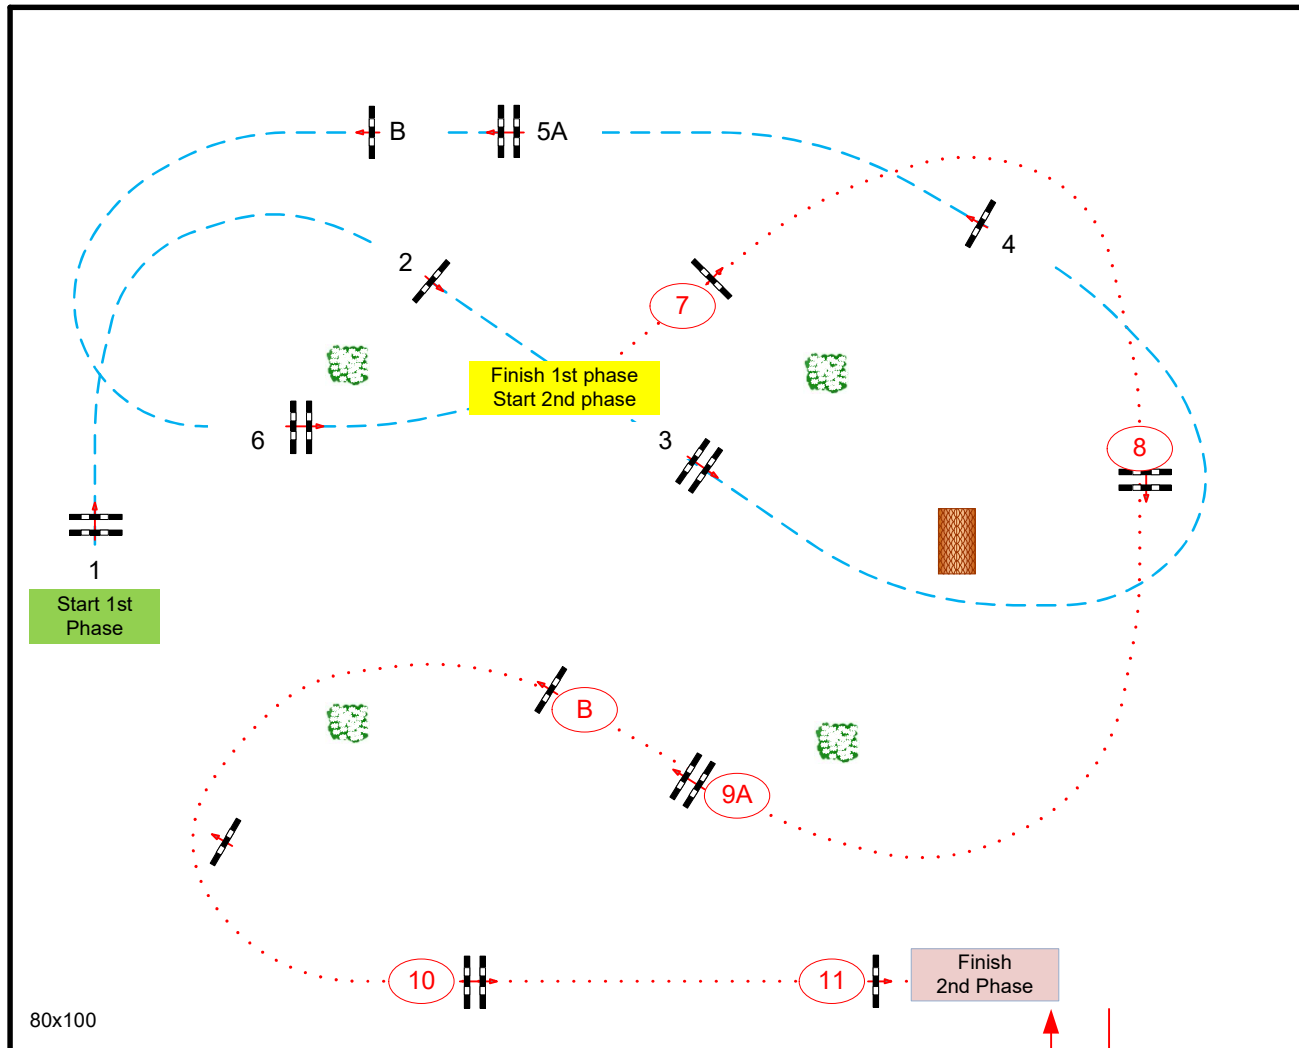 B
5A
2
4
7
Finish 1st phase
Start 2nd phase
6
3
8
1
Start 1st
Phase
B
9A
10
11
Finish
2nd Phase
80x100